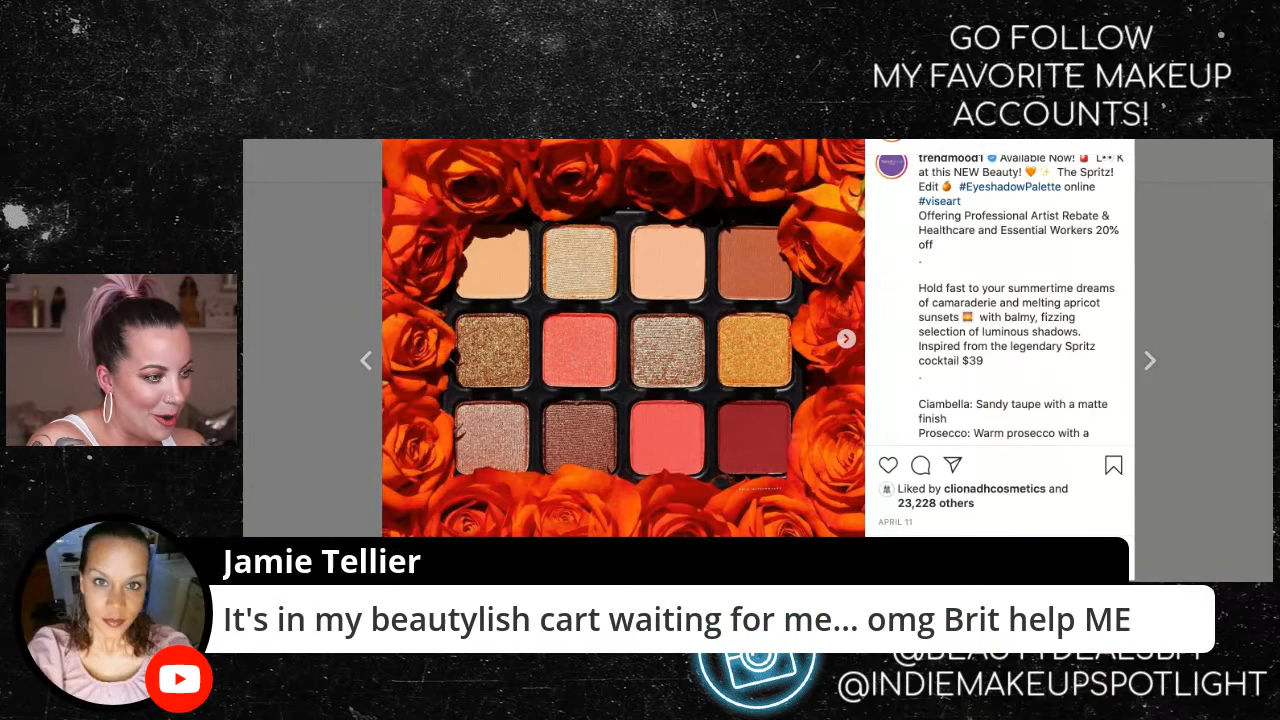 GO FOLLOW
MY FAVORITE MAKEUP
ACCOUNTS!
trendmood1 Available Now! L👀K
at this NEW Beauty! 🧡 ✨ The Spritz!
Edit 🍊 #EyeshadowPalette online
#viseart
Offering Professional Artist Rebate &
Healthcare and Essential Workers 20%
off
.
Hold fast to your summertime dreams
of camaraderie and melting apricot
sunsets 🌅 with balmy, fizzing
selection of luminous shadows.
Inspired from the legendary Spritz
cocktail $39
.
Ciambella: Sandy taupe with a matte
finish
Prosecco: Warm prosecco with a
Liked by clionadhcosmetics and
23,228 others
APRIL 11
Jamie Tellier
It's in my beautylish cart waiting for me... omg Brit help ME
@INDIEMAKEUPSPOTLIGHT